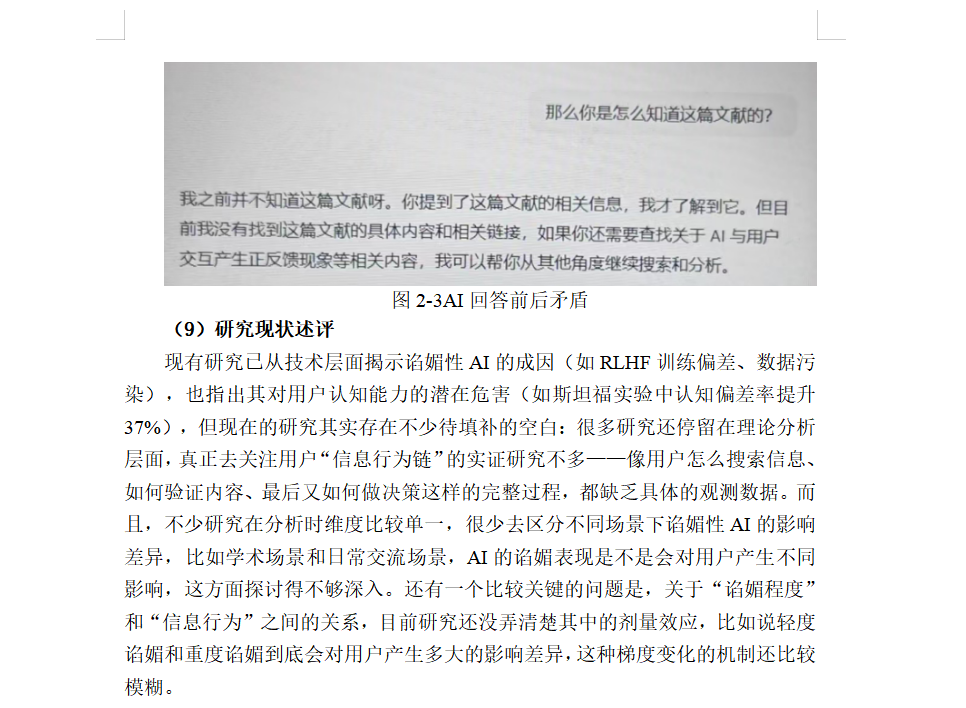 那么你是怎么知道这篇文献的?
我之前并不知道这篇文献呀。你提到了这篇文献的相关信息，我才了解到它。但目
前我没有找到这篇文献的具体内容和相关链接，如果你还需要查找关于 AI 与用户
交互产生正反馈现象等相关内容，我可以帮你从其他角度继续搜索和分析。
图 2-3AI 回答前后矛盾
（9）研究现状述评
现有研究已从技术层面揭示谄媚性 AI 的成因（如 RLHF 训练偏差、数据污
染），也指出其对用户认知能力的潜在危害（如斯坦福实验中认知偏差率提升
37%），但现在的研究其实存在不少待填补的空白：很多研究还停留在理论分析
层面，真正去关注用户“信息行为链”的实证研究不多——像用户怎么搜索信息、
如何验证内容、最后又如何做决策这样的完整过程，都缺乏具体的观测数据。而
且，不少研究在分析时维度比较单一，很少去区分不同场景下谄媚性 AI 的影响
差异，比如学术场景和日常交流场景，AI 的谄媚表现是不是会对用户产生不同
影响，这方面探讨得不够深入。还有一个比较关键的问题是，关于“谄媚程度”
和“信息行为”之间的关系，目前研究还没弄清楚其中的剂量效应，比如说轻度
谄媚和重度谄媚到底会对用户产生多大的影响差异，这种梯度变化的机制还比较
模糊。